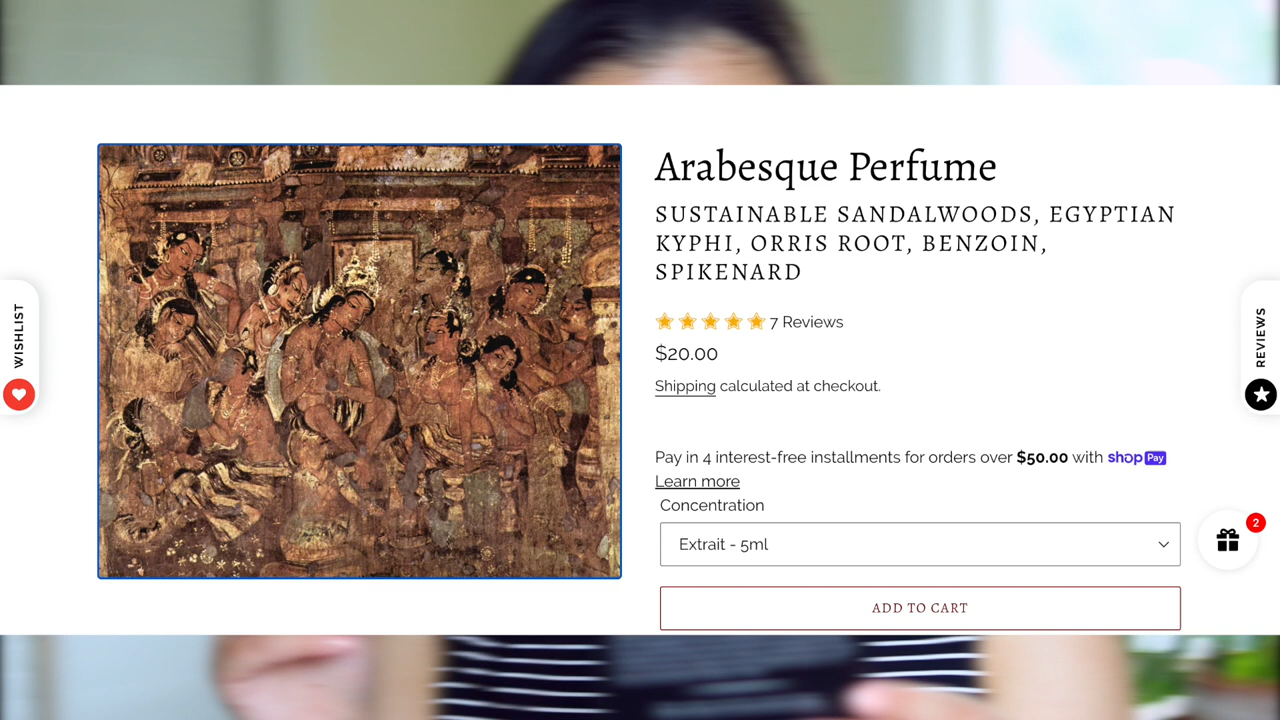 Arabesque Perfume
SUSTAINABLE SANDALWOODS, EGYPTIAN
KYPHI, ORRIS ROOT, BENZOIN,
SPIKENARD
7 Reviews
$20.00
Shipping calculated at checkout.
Pay in 4 interest-free installments for orders over $50.00 with shop Pay
Learn more
Concentration
Extrait - 5ml
ADD TO CART
WISHLIST
REVIEWS
2